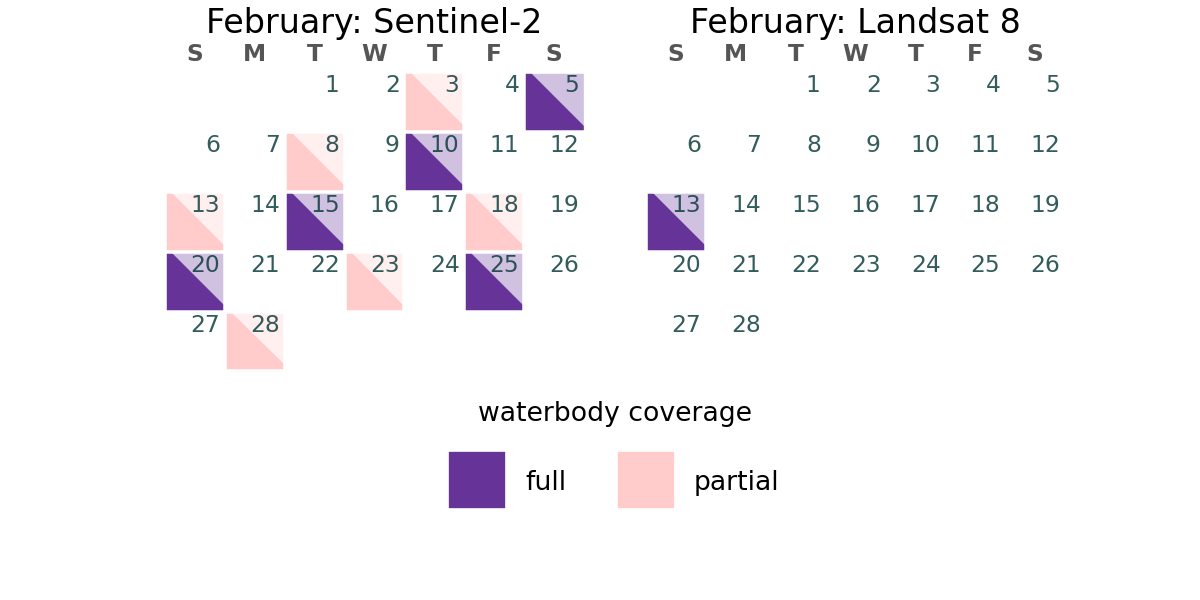 February: Sentinel-2
S M T W T F S
1 2 3 4 5
6 7 8 9 10 11 12
13 14 15 16 17 18 19
20 21 22 23 24 25 26
27 28
February: Landsat 8
S M T W T F S
1 2 3 4 5
6 7 8 9 10 11 12
13 14 15 16 17 18 19
20 21 22 23 24 25 26
27 28
waterbody coverage
full partial